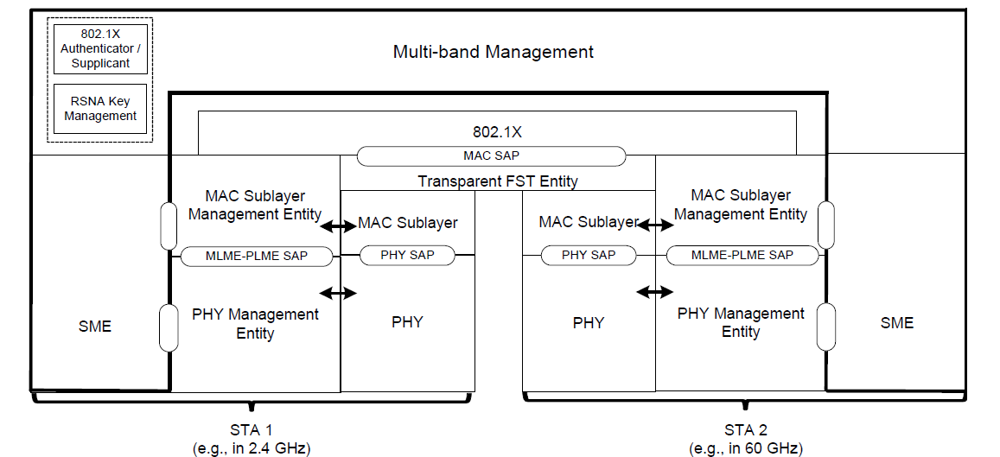 802.1X
Authenticator /
Supplicant
RSNA Key
Management
Multi-band Management
802.1X
MAC SAP
Transparent FST Entity
MAC Sublayer
Management Entity
MAC Sublayer
MAC Sublayer
MAC Sublayer
Management Entity
MLME-PLME SAP
PHY SAP
PHY SAP
MLME-PLME SAP
SME
PHY Management
Entity
PHY
PHY
PHY Management
Entity
SME
STA 1
(e.g., in 2.4 GHz)
STA 2
(e.g., in 60 GHz)